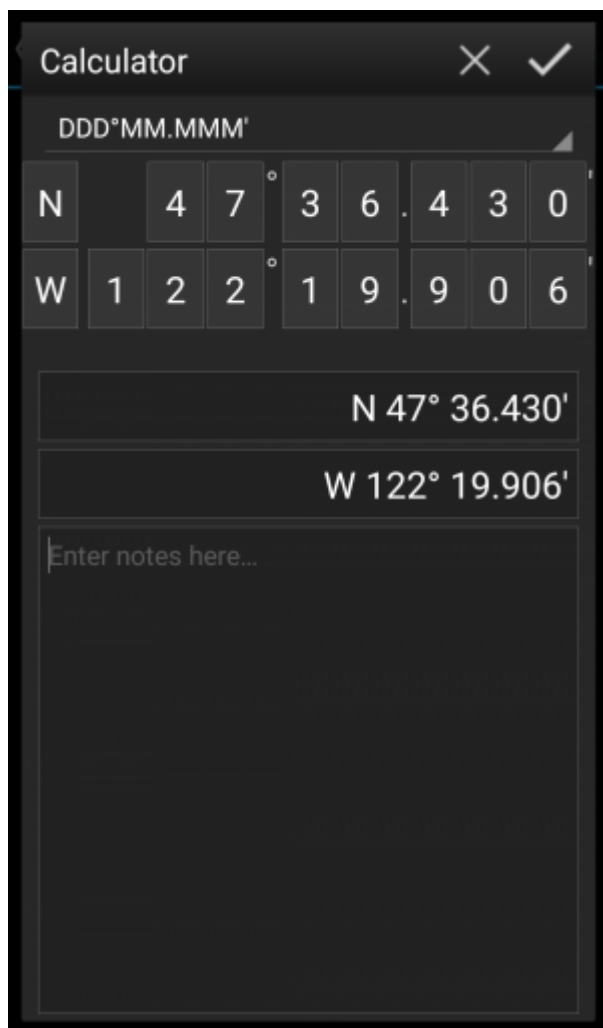 Calculator
DDD°MM.MMM'
N 4 7 ° 3 6 . 4 3 0 '
W 1 2 2 ° 1 9 . 9 0 6 '
N 47° 36.430'
W 122° 19.906'
Enter notes here...